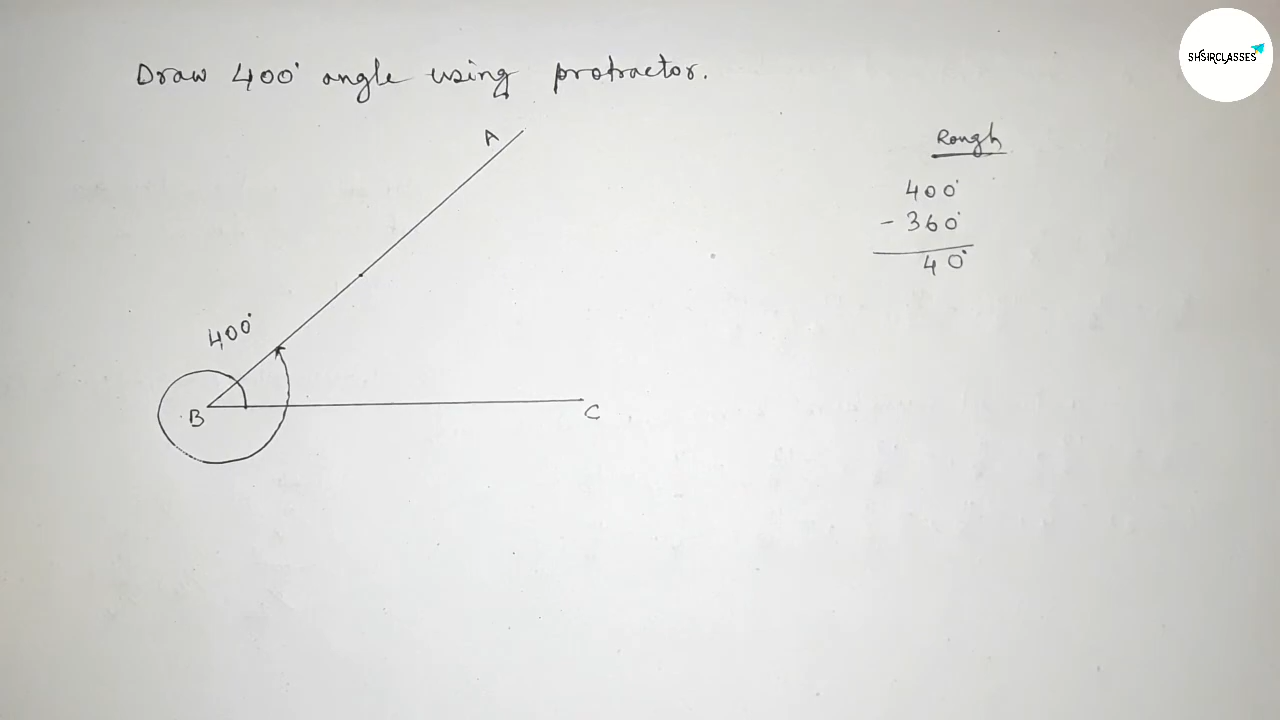 Draw 400° angle using protractor.
SHSIRCLASSES
A
Rough
400°
- 360°
40°
400°
B
C